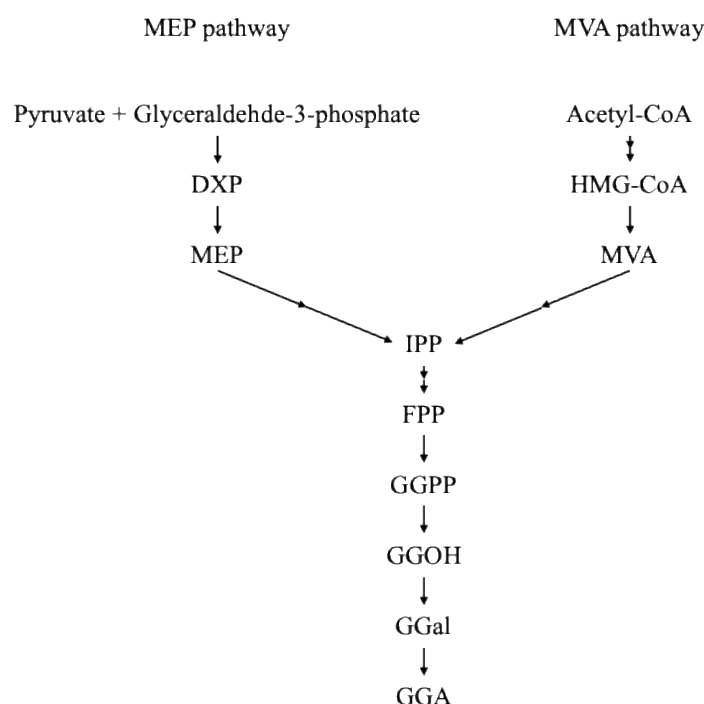 MEP pathway MVA pathway
Pyruvate + Glyceraldehde-3-phosphate Acetyl-CoA
DXP HMG-CoA
MEP MVA
IPP
FPP
GGPP
GGOH
GGal
GGA